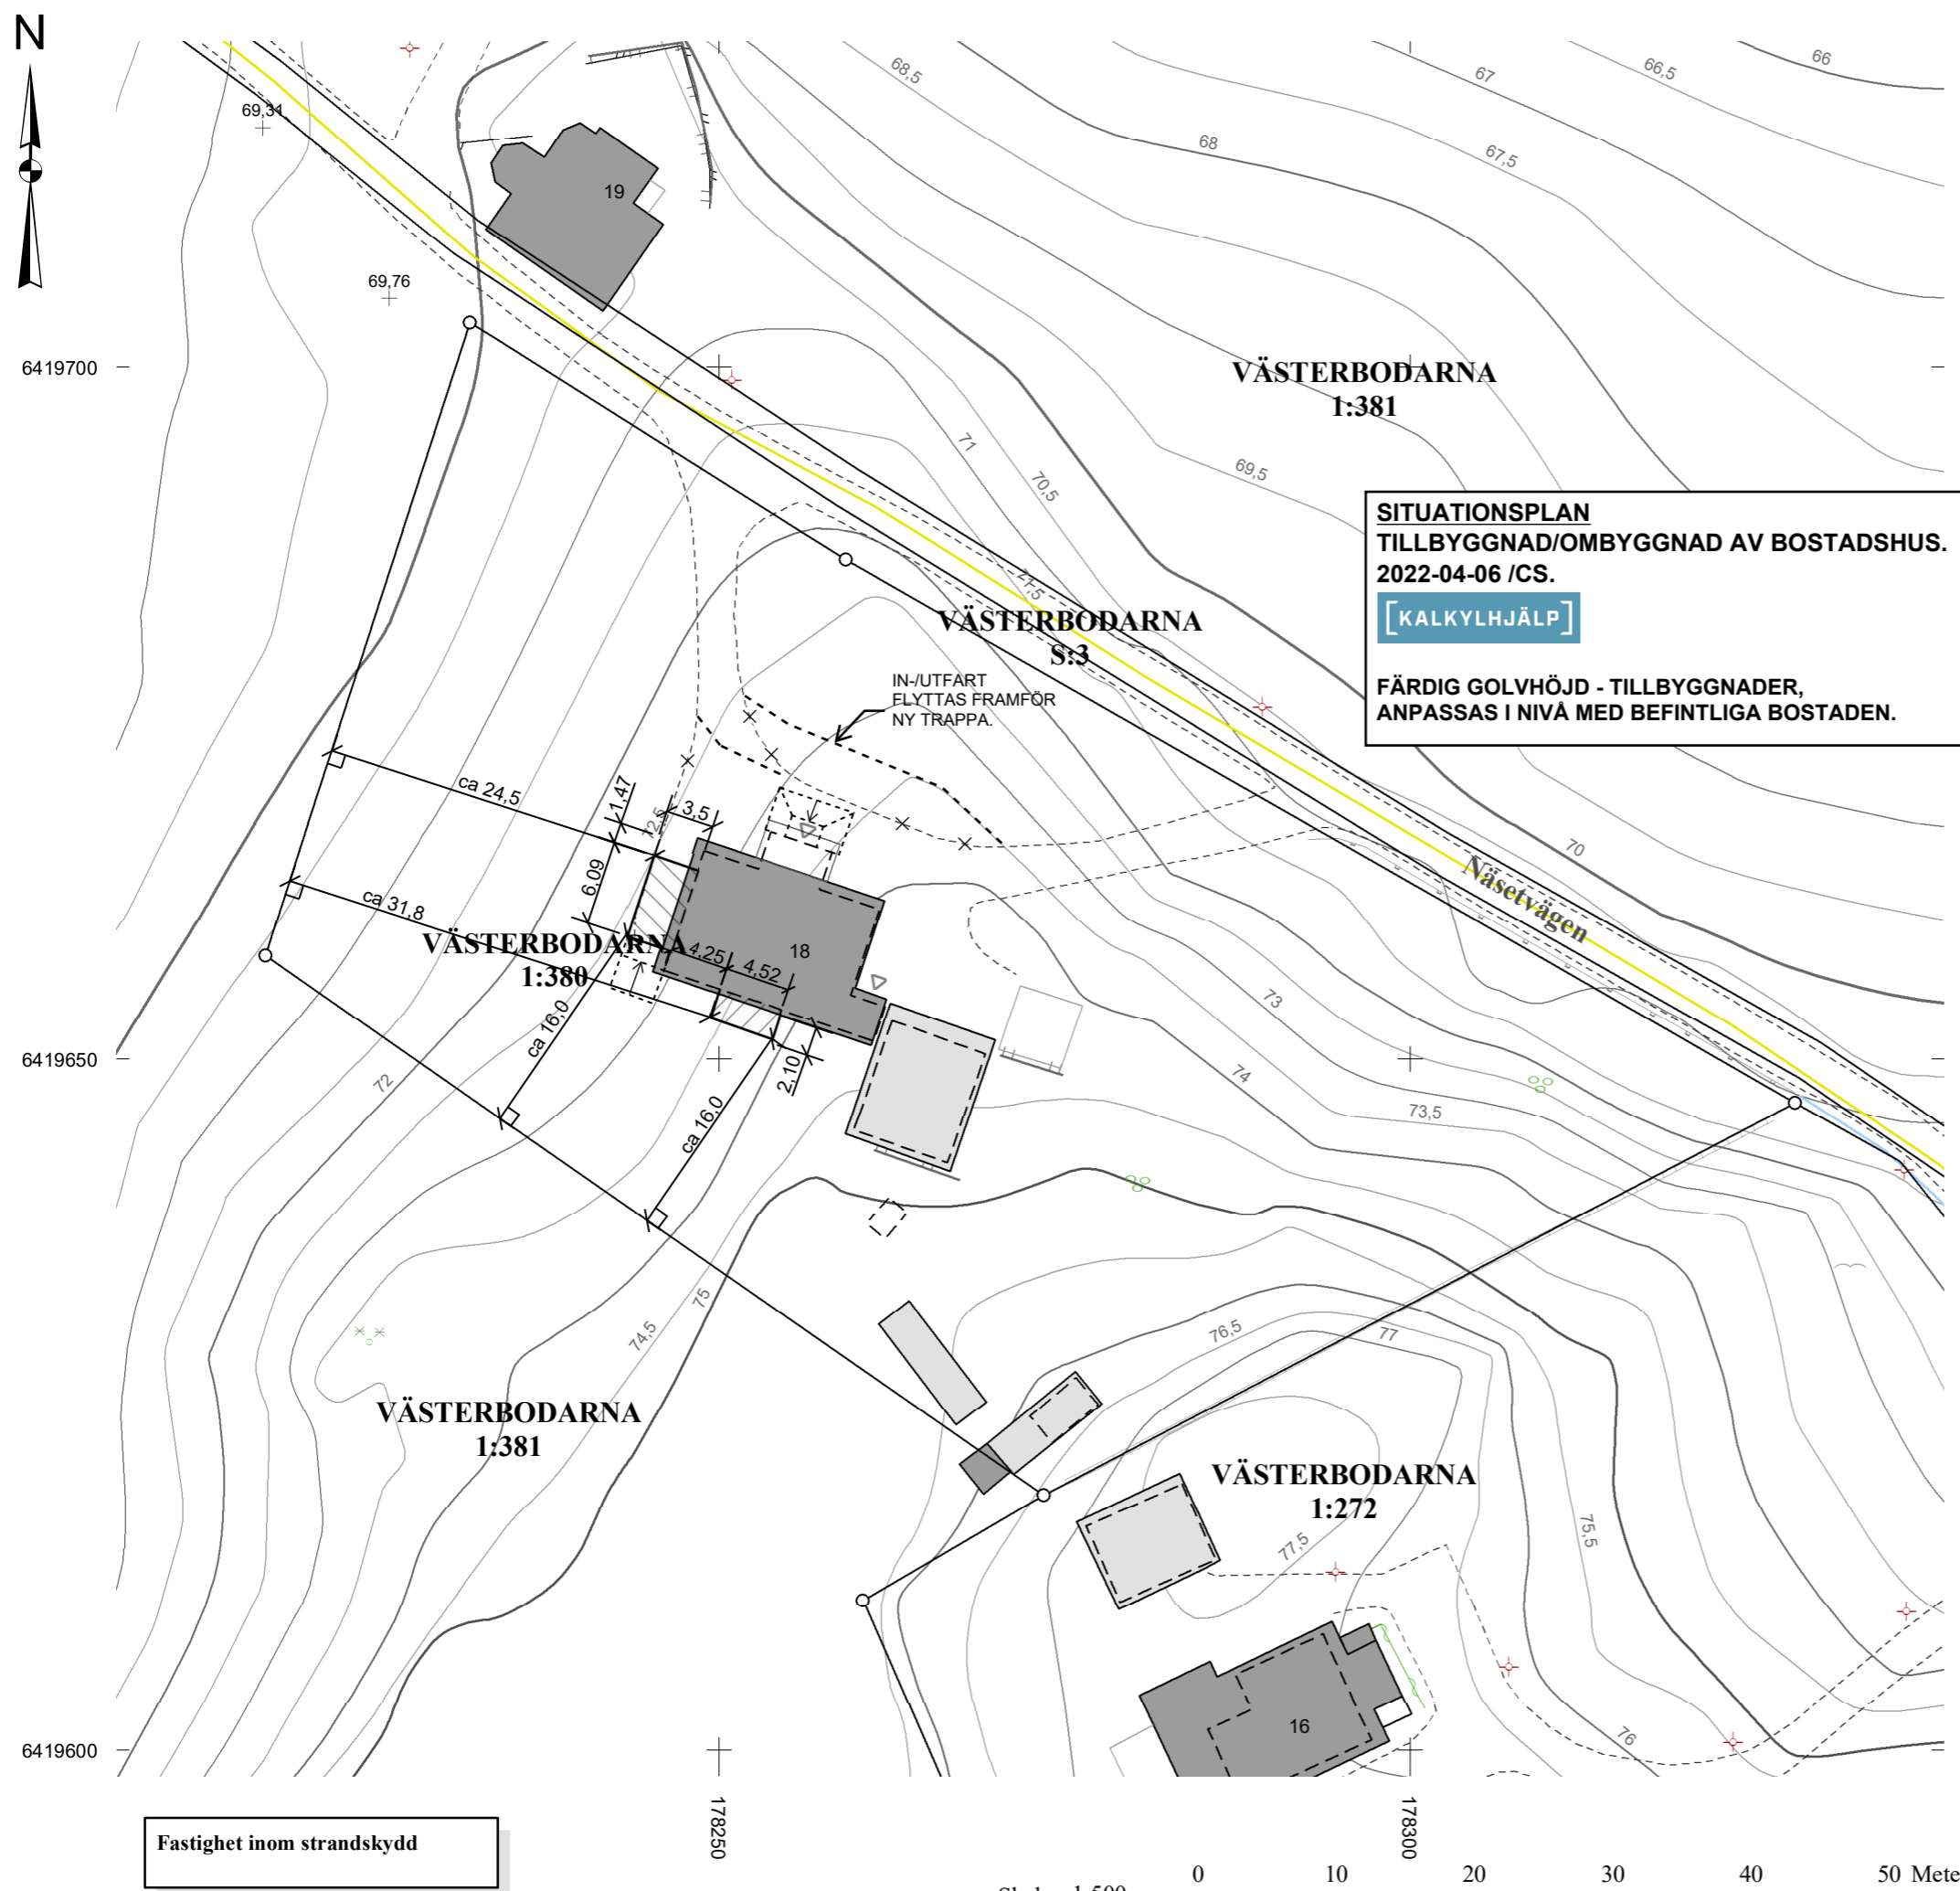 N
66
66,5
67
68,5
69,31
68
67,5
19
69,76
6419700
VÄSTERBODARNA
1:381
71
69,5
70,5
SITUATIONSPLAN
TILLBYGGNAD/OMBYGGNAD AV BOSTADSHUS.
2022-04-06 /CS.
[KALKYLHJÄLP]
FÄRDIG GOLVHÖJD - TILLBYGGNADER,
ANPASSAS I NIVÅ MED BEFINTLIGA BOSTADEN.
71,5
VÄSTERBODARNA
S:3
IN-/UTFART
FLYTTAS FRAMFÖR
NY TRAPPA.
ca 24,5
1,47
72,5
3,5
70
6,09
ca 31,8
Näsetvägen
VÄSTERBODARNA
1:380
4,25
4,52
18
73
ca 16,0
6419650
72
2,10
74
ca 16,0
73,5
75
74,5
76,5
77
VÄSTERBODARNA
1:381
VÄSTERBODARNA
1:272
77,5
75,5
16
76
6419600
178250
178300
Fastighet inom strandskydd
0 10 20 30 40 50 Mete